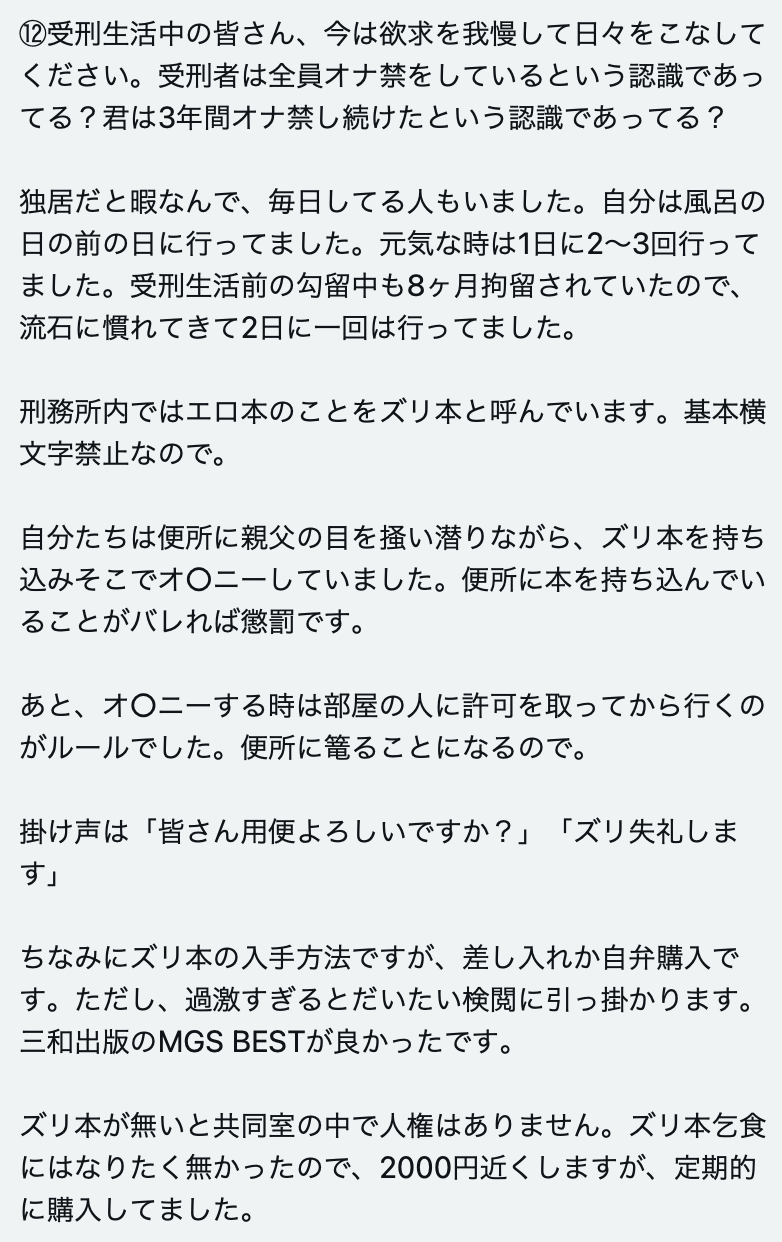 ⑫受刑生活中の皆さん、今は欲求を我慢して日々をこなして
ください。受刑者は全員オナ禁をしているという認識であっ
てる？君は3年間オナ禁し続けたという認識であってる？
独居だと暇なんで、毎日してる人もいました。自分は風呂の
日の前の日に行ってました。元気な時は1日に2〜3回行って
ました。受刑生活前の勾留中も8ヶ月拘留されていたので、
流石に慣れてきて2日に一回は行ってました。
刑務所内ではエロ本のことをズリ本と呼んでいます。基本横
文字禁止なので。
自分たちは便所に親父の目を掻い潜りながら、ズリ本を持ち
込みそこでオ〇ニーしていました。便所に本を持ち込んでい
ることがバレれば懲罰です。
あと、オ〇ニーする時は部屋の人に許可を取ってから行くの
がルールでした。便所に篭ることになるので。
掛け声は「皆さん用便よろしいですか？」「ズリ失礼しま
す」
ちなみにズリ本の入手方法ですが、差し入れか自弁購入で
す。ただし、過激すぎるとだいたい検閲に引っ掛かります。
三和出版のMGS BESTが良かったです。
ズリ本が無いと共同室の中で人権はありません。ズリ本乞食
にはなりたく無かったので、2000円近くしますが、定期的
に購入してました。